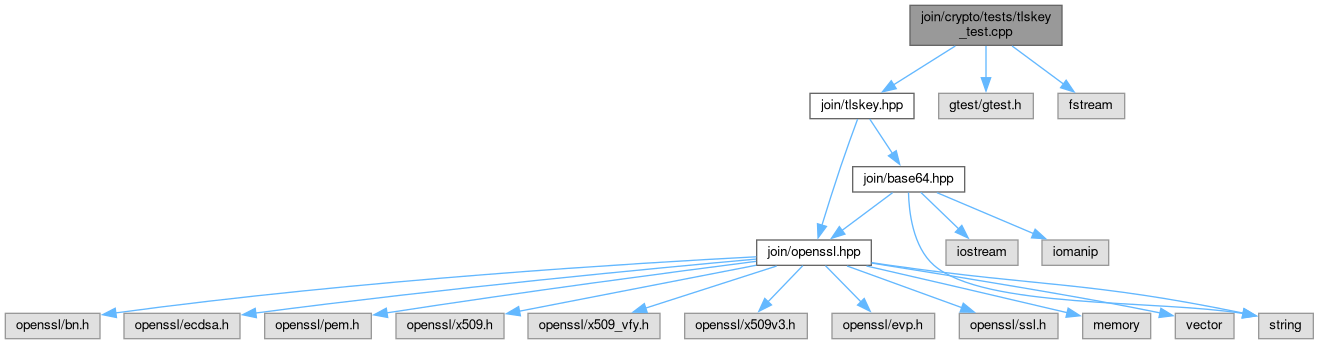 join/crypto/tests/tlskey
_test.cpp
join/tlskey.hpp
gtest/gtest.h
fstream
join/base64.hpp
join/openssl.hpp
iostream
iomanip
openssl/bn.h
openssl/ecdsa.h
openssl/pem.h
openssl/x509.h
openssl/x509_vfy.h
openssl/x509v3.h
openssl/evp.h
openssl/ssl.h
memory
vector
string